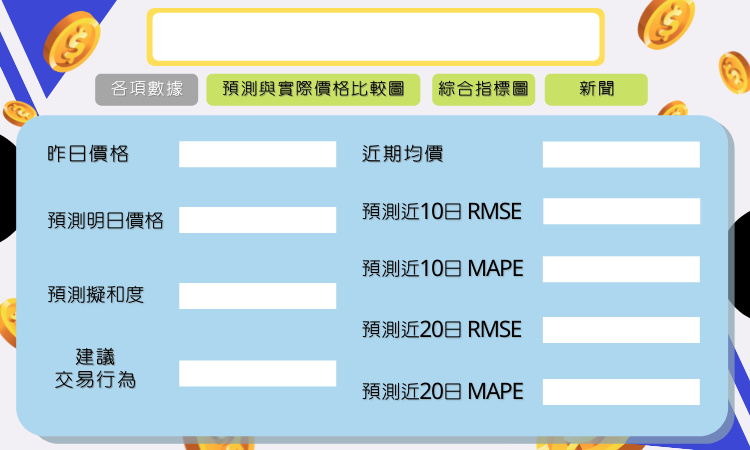 各項數據
預測與實際價格比較圖
綜合指標圖
新聞
昨日價格
預測明日價格
預測擬和度
建議
交易行為
近期均價
預測近10日 RMSE
預測近10日 MAPE
預測近20日 RMSE
預測近20日 MAPE